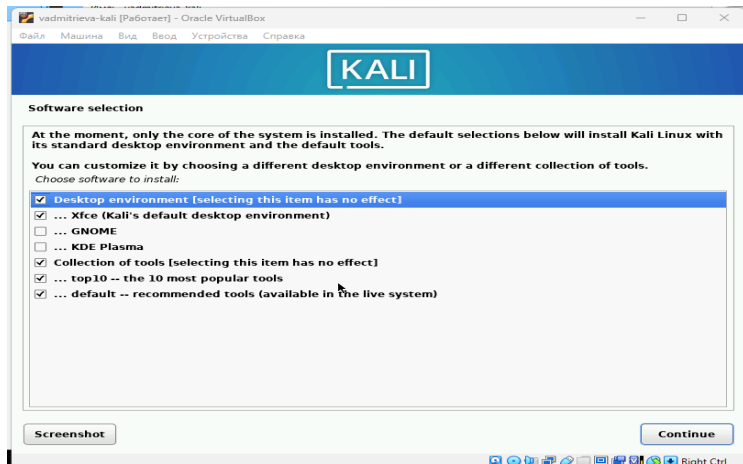 vadmitrieva-kali [Работает] - Oracle VirtualBox
Файл Машина Вид Ввод Устройства Справка
KALI
Software selection
At the moment, only the core of the system is installed. The default selections below will install Kali Linux with
its standard desktop environment and the default tools.
You can customize it by choosing a different desktop environment or a different collection of tools.
Choose software to install:
Desktop environment [selecting this item has no effect]
... Xfce (Kali's default desktop environment)
... GNOME
... KDE Plasma
Collection of tools [selecting this item has no effect]
... top10 -- the 10 most popular tools
... default -- recommended tools (available in the live system)
Screenshot Continue
Right Ctrl